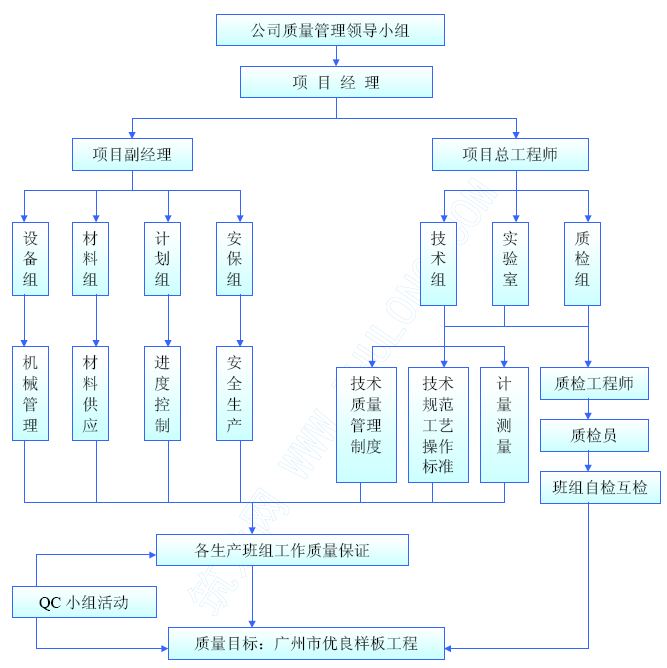 公司质量管理领导小组
项 目 经 理
项目副经理
项目总工程师
设备组
材料组
计划组
安保组
技术组
实验室
质检组
机械管理
材料供应
进度控制
安全生产
技术
质量
管理
制度
技术
规范
工艺
操作
标准
计量测量
质检工程师
质检员
班组自检互检
各生产班组工作质量保证
QC 小组活动
质量目标：广州市优良样板工程